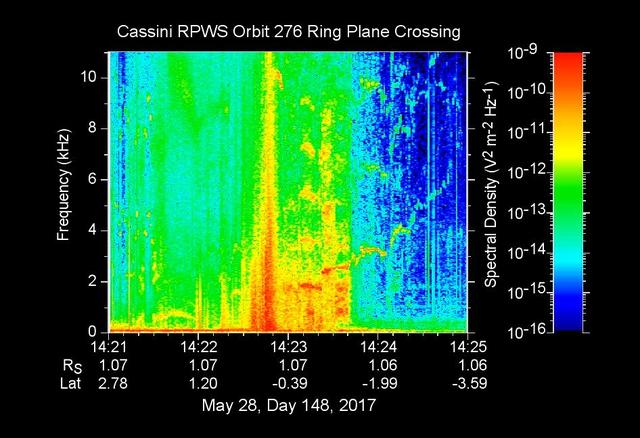 Cassini RPWS Orbit 276 Ring Plane Crossing
10
8
6
4
2
0
Frequency (kHz)
14:21 14:22 14:23 14:24 14:25
RS 1.07 1.07 1.07 1.06 1.06
Lat 2.78 1.20 -0.39 -1.99 -3.59
May 28, Day 148, 2017
Spectral Density (V² m⁻² Hz⁻¹)
10⁻⁹
10⁻¹⁰
10⁻¹¹
10⁻¹²
10⁻¹³
10⁻¹⁴
10⁻¹⁵
10⁻¹⁶